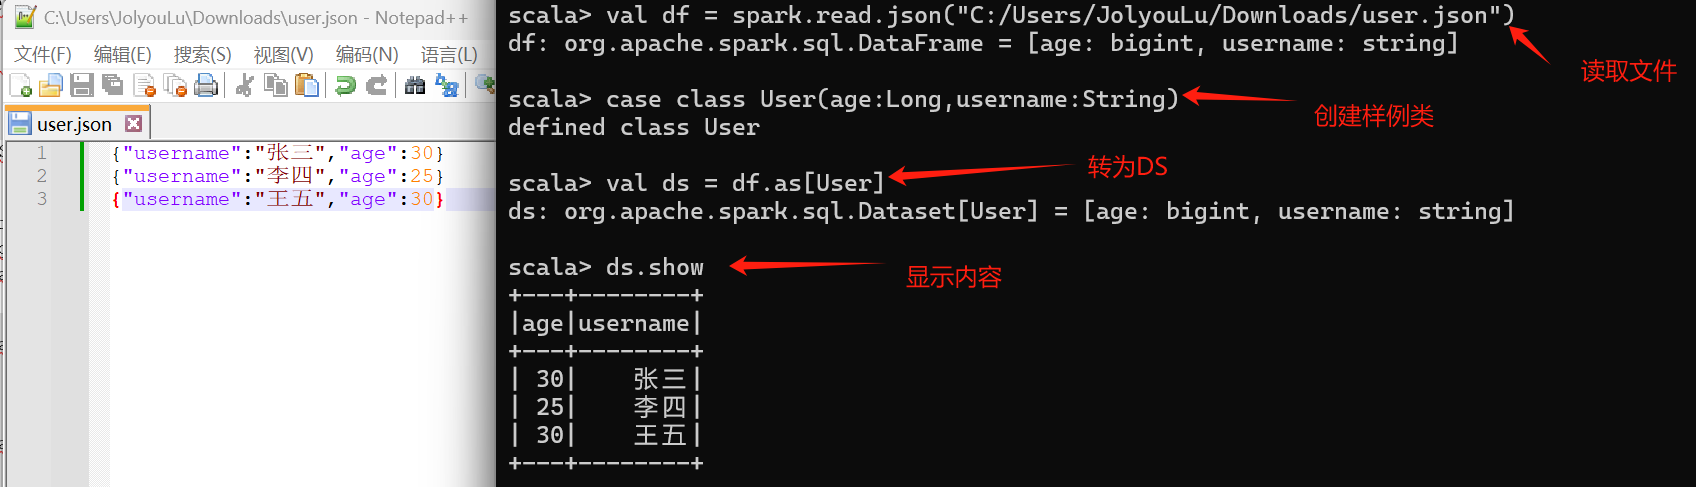 C:\Users\JolyouLu\Downloads\user.json - Notepad++
文件(F) 编辑(E) 搜索(S) 视图(V) 编码(N) 语言(L)
user.json
1 {"username":"张三","age":30}
2 {"username":"李四","age":25}
3 {"username":"王五","age":30}
scala> val df = spark.read.json("C:/Users/JolyouLu/Downloads/user.json")
df: org.apache.spark.sql.DataFrame = [age: bigint, username: string]
读取文件
scala> case class User(age:Long,username:String)
创建样例类
defined class User
转为DS
scala> val ds = df.as[User]
ds: org.apache.spark.sql.Dataset[User] = [age: bigint, username: string]
scala> ds.show
显示内容
+---+--------+
|age|username|
+---+--------+
| 30|    张三|
| 25|    李四|
| 30|    王五|
+---+--------+